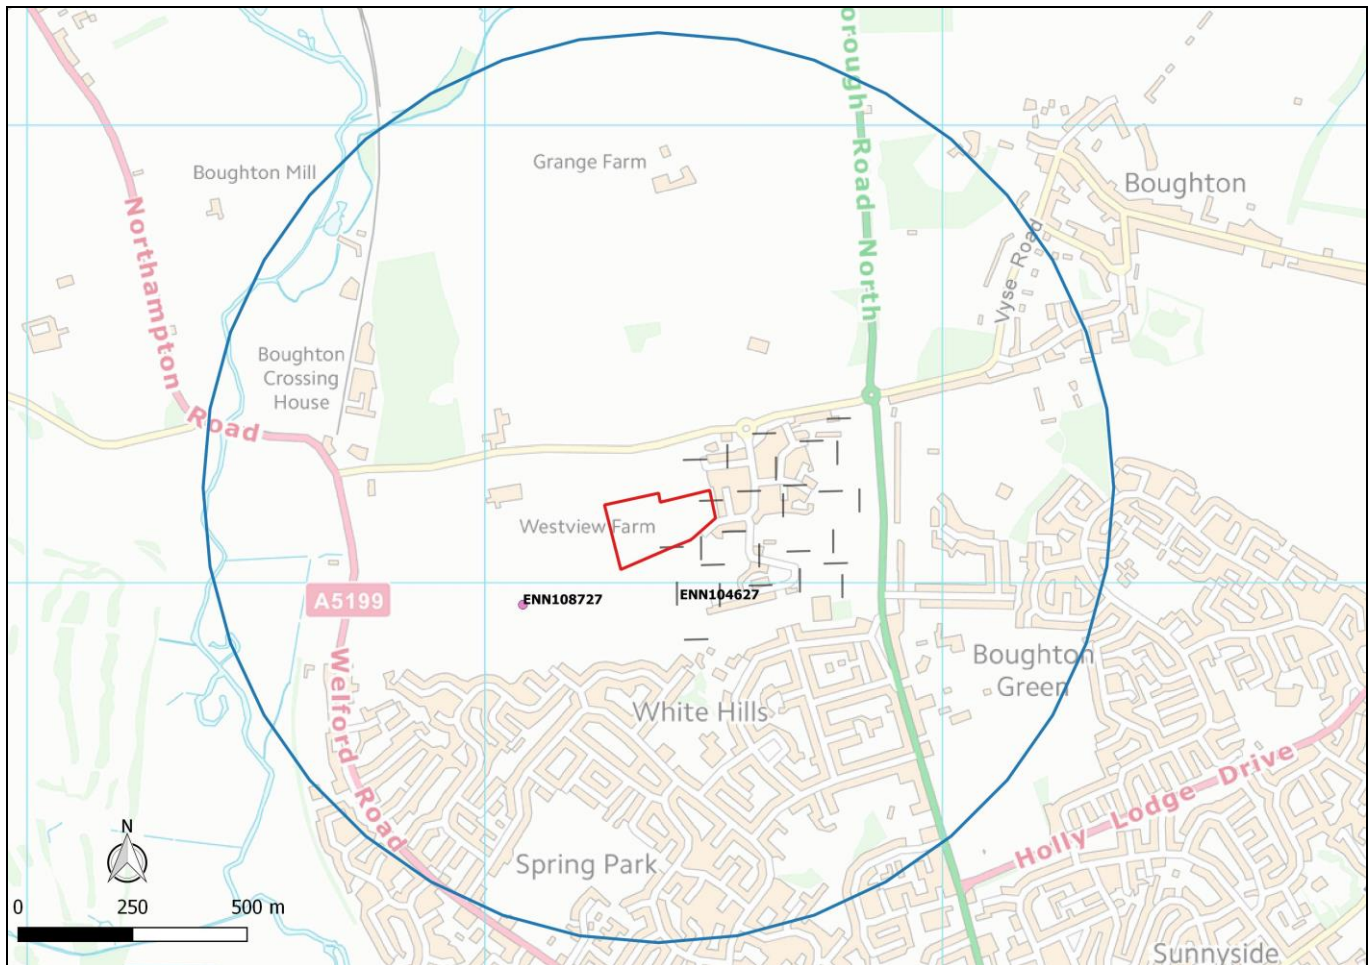 orough Road North
Boughton Mill
Grange Farm
Boughton
Northampton
Road
Vyse Road
Boughton
Crossing
House
Westview Farm
A5199
ENN108727
ENN104627
Boughton
Green
White Hills
Welford
Road
Holly Lodge Drive
Spring Park
N
0 250 500 m
Sunnyside